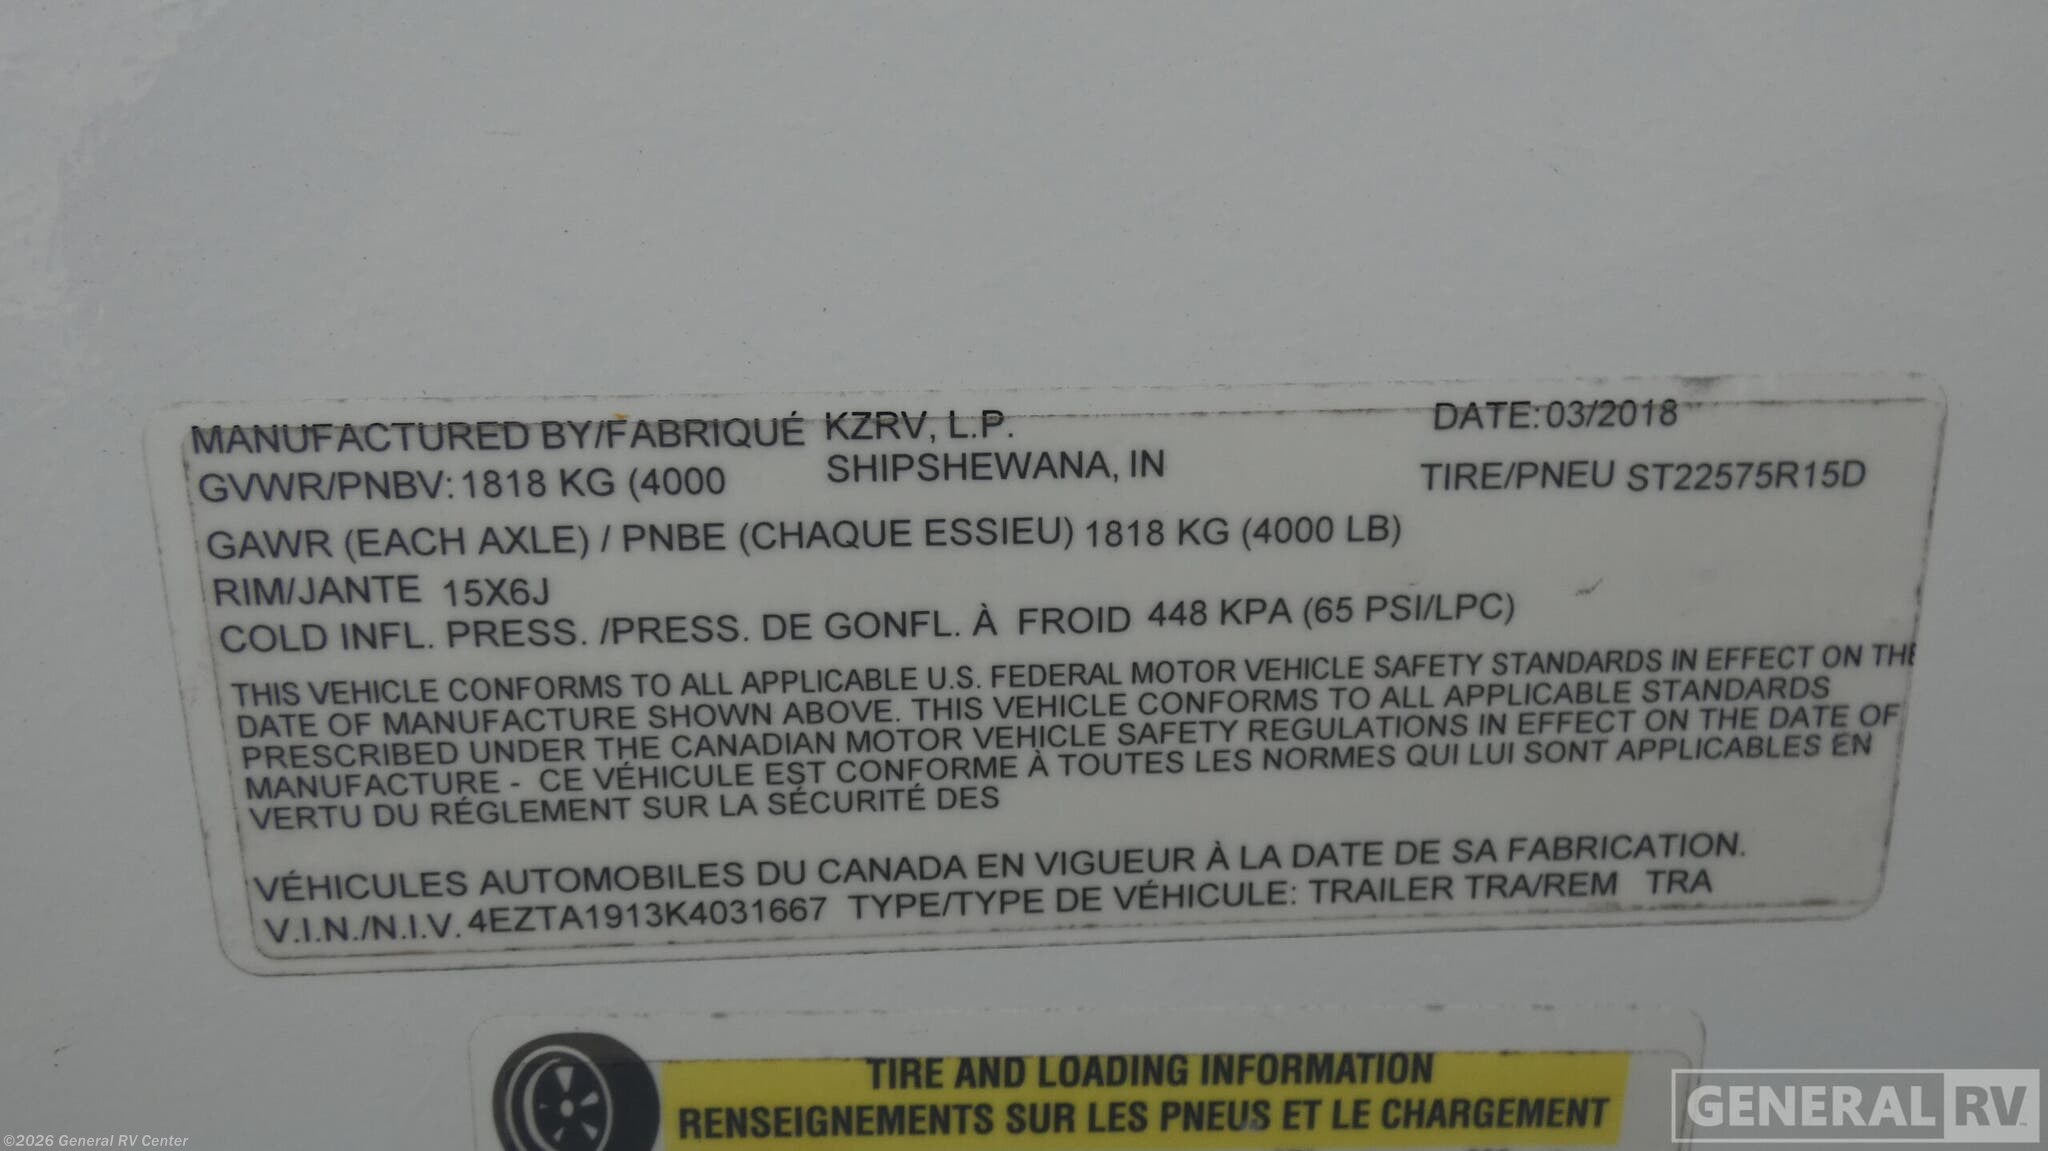 MANUFACTURED BY/FABRIQUÉ KZRV, L.P. DATE: 03/2018
GVWR/PNBV: 1818 KG (4000 SHIPSHEWANA, IN TIRE/PNEU ST22575R15D
GAWR (EACH AXLE) / PNBE (CHAQUE ESSIEU) 1818 KG (4000 LB)
RIM/JANTE 15X6J
COLD INFL. PRESS. /PRESS. DE GONFL. À FROID 448 KPA (65 PSI/LPC)
THIS VEHICLE CONFORMS TO ALL APPLICABLE U.S. FEDERAL MOTOR VEHICLE SAFETY STANDARDS IN EFFECT ON THE
DATE OF MANUFACTURE SHOWN ABOVE. THIS VEHICLE CONFORMS TO ALL APPLICABLE STANDARDS
PRESCRIBED UNDER THE CANADIAN MOTOR VEHICLE SAFETY REGULATIONS IN EFFECT ON THE DATE OF
MANUFACTURE - CE VÉHICULE EST CONFORME À TOUTES LES NORMES QUI LUI SONT APPLICABLES EN
VERTU DU RÉGLEMENT SUR LA SÉCURITÉ DES
VÉHICULES AUTOMOBILES DU CANADA EN VIGUEUR À LA DATE DE SA FABRICATION.
V.I.N./N.I.V. 4EZTA1913K4031667 TYPE/TYPE DE VÉHICULE: TRAILER TRA/REM TRA
TIRE AND LOADING INFORMATION
RENSEIGNEMENTS SUR LES PNEUS ET LE CHARGEMENT
GENERAL RV
©2026 General RV Center